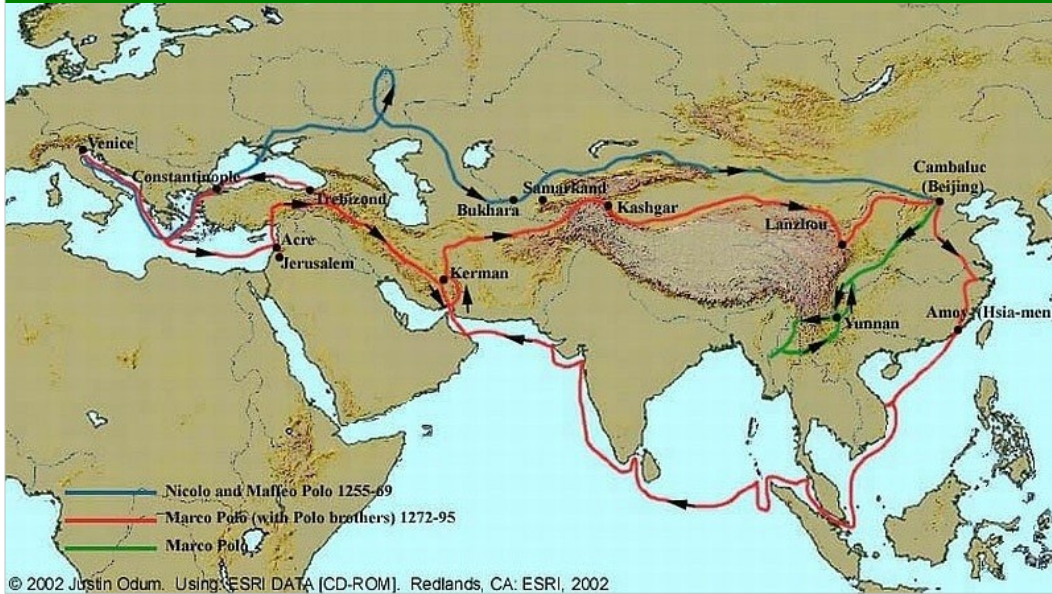 Venice
Constantinople
Trebizond
Bukhara
Samarkand
Kashgar
Cambaluc
(Beijing)
Lanzhou
Acre
Jerusalem
Kerman
Yunnan
Amoy (Hsia-men)
Nicolo and Maffeo Polo 1255-69
Marco Polo (with Polo brothers) 1272-95
Marco Polo
© 2002 Justin Odum. Using: ESRI DATA [CD-ROM]. Redlands, CA: ESRI, 2002